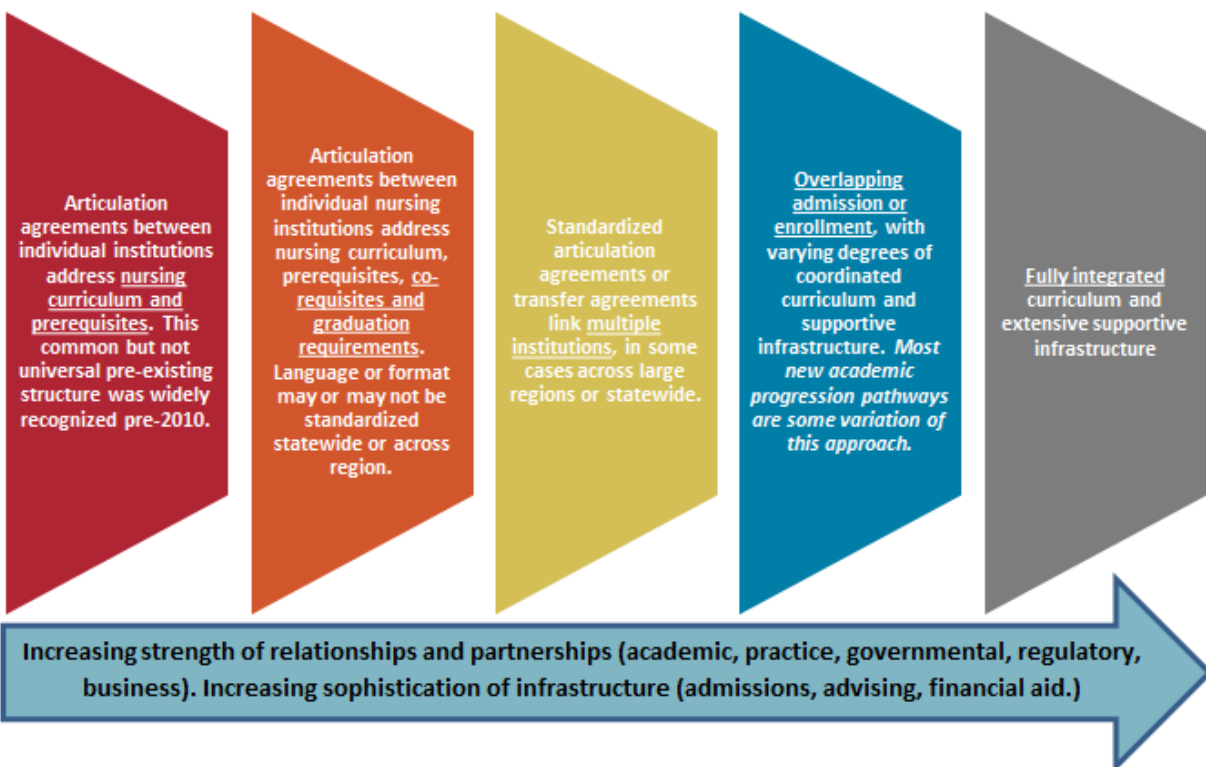 Articulation
agreements between
individual institutions
address nursing
curriculum and
prerequisites. This
common but not
universal pre-existing
structure was widely
recognized pre-2010.
Articulation
agreements between
individual nursing
institutions address
nursing curriculum,
prerequisites, co-
requisites and
graduation
requirements.
Language or format
may or may not be
standardized
statewide or across
region.
Standardized
articulation
agreements or
transfer agreements
link multiple
institutions, in some
cases across large
regions or statewide.
Overlapping
admission or
enrollment, with
varying degrees of
coordinated
curriculum and
supportive
infrastructure. Most
new academic
progression pathways
are some variation of
this approach.
Fully integrated
curriculum and
extensive supportive
infrastructure
Increasing strength of relationships and partnerships (academic, practice, governmental, regulatory,
business). Increasing sophistication of infrastructure (admissions, advising, financial aid.)